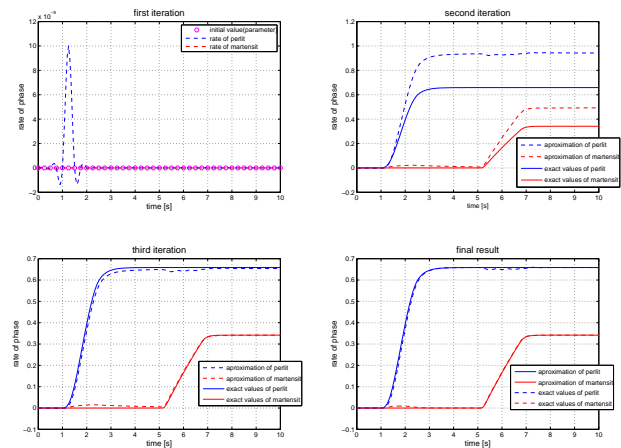 first iteration
x 10⁻³
12
10
8
6
4
2
0
−2
0 1 2 3 4 5 6 7 8 9 10
time [s]
rate of phase
initial value(parameter)
rate of perlit
rate of martensit
second iteration
1.2
1
0.8
0.6
0.4
0.2
0
−0.2
0 1 2 3 4 5 6 7 8 9 10
time [s]
rate of phase
aproximation of perlit
aproximation of martensit
exact values of perlit
exact values of martensit
third iteration
0.7
0.6
0.5
0.4
0.3
0.2
0.1
0
−0.1
0 1 2 3 4 5 6 7 8 9 10
time [s]
rate of phase
aproximation of perlit
aproximation of martensit
exact values of perlit
exact values of martensit
final result
0.7
0.6
0.5
0.4
0.3
0.2
0.1
0
−0.1
0 1 2 3 4 5 6 7 8 9 10
time [s]
rate of phase
aproximation of perlit
aproximation of martensit
exact values of perlit
exact values of martensit